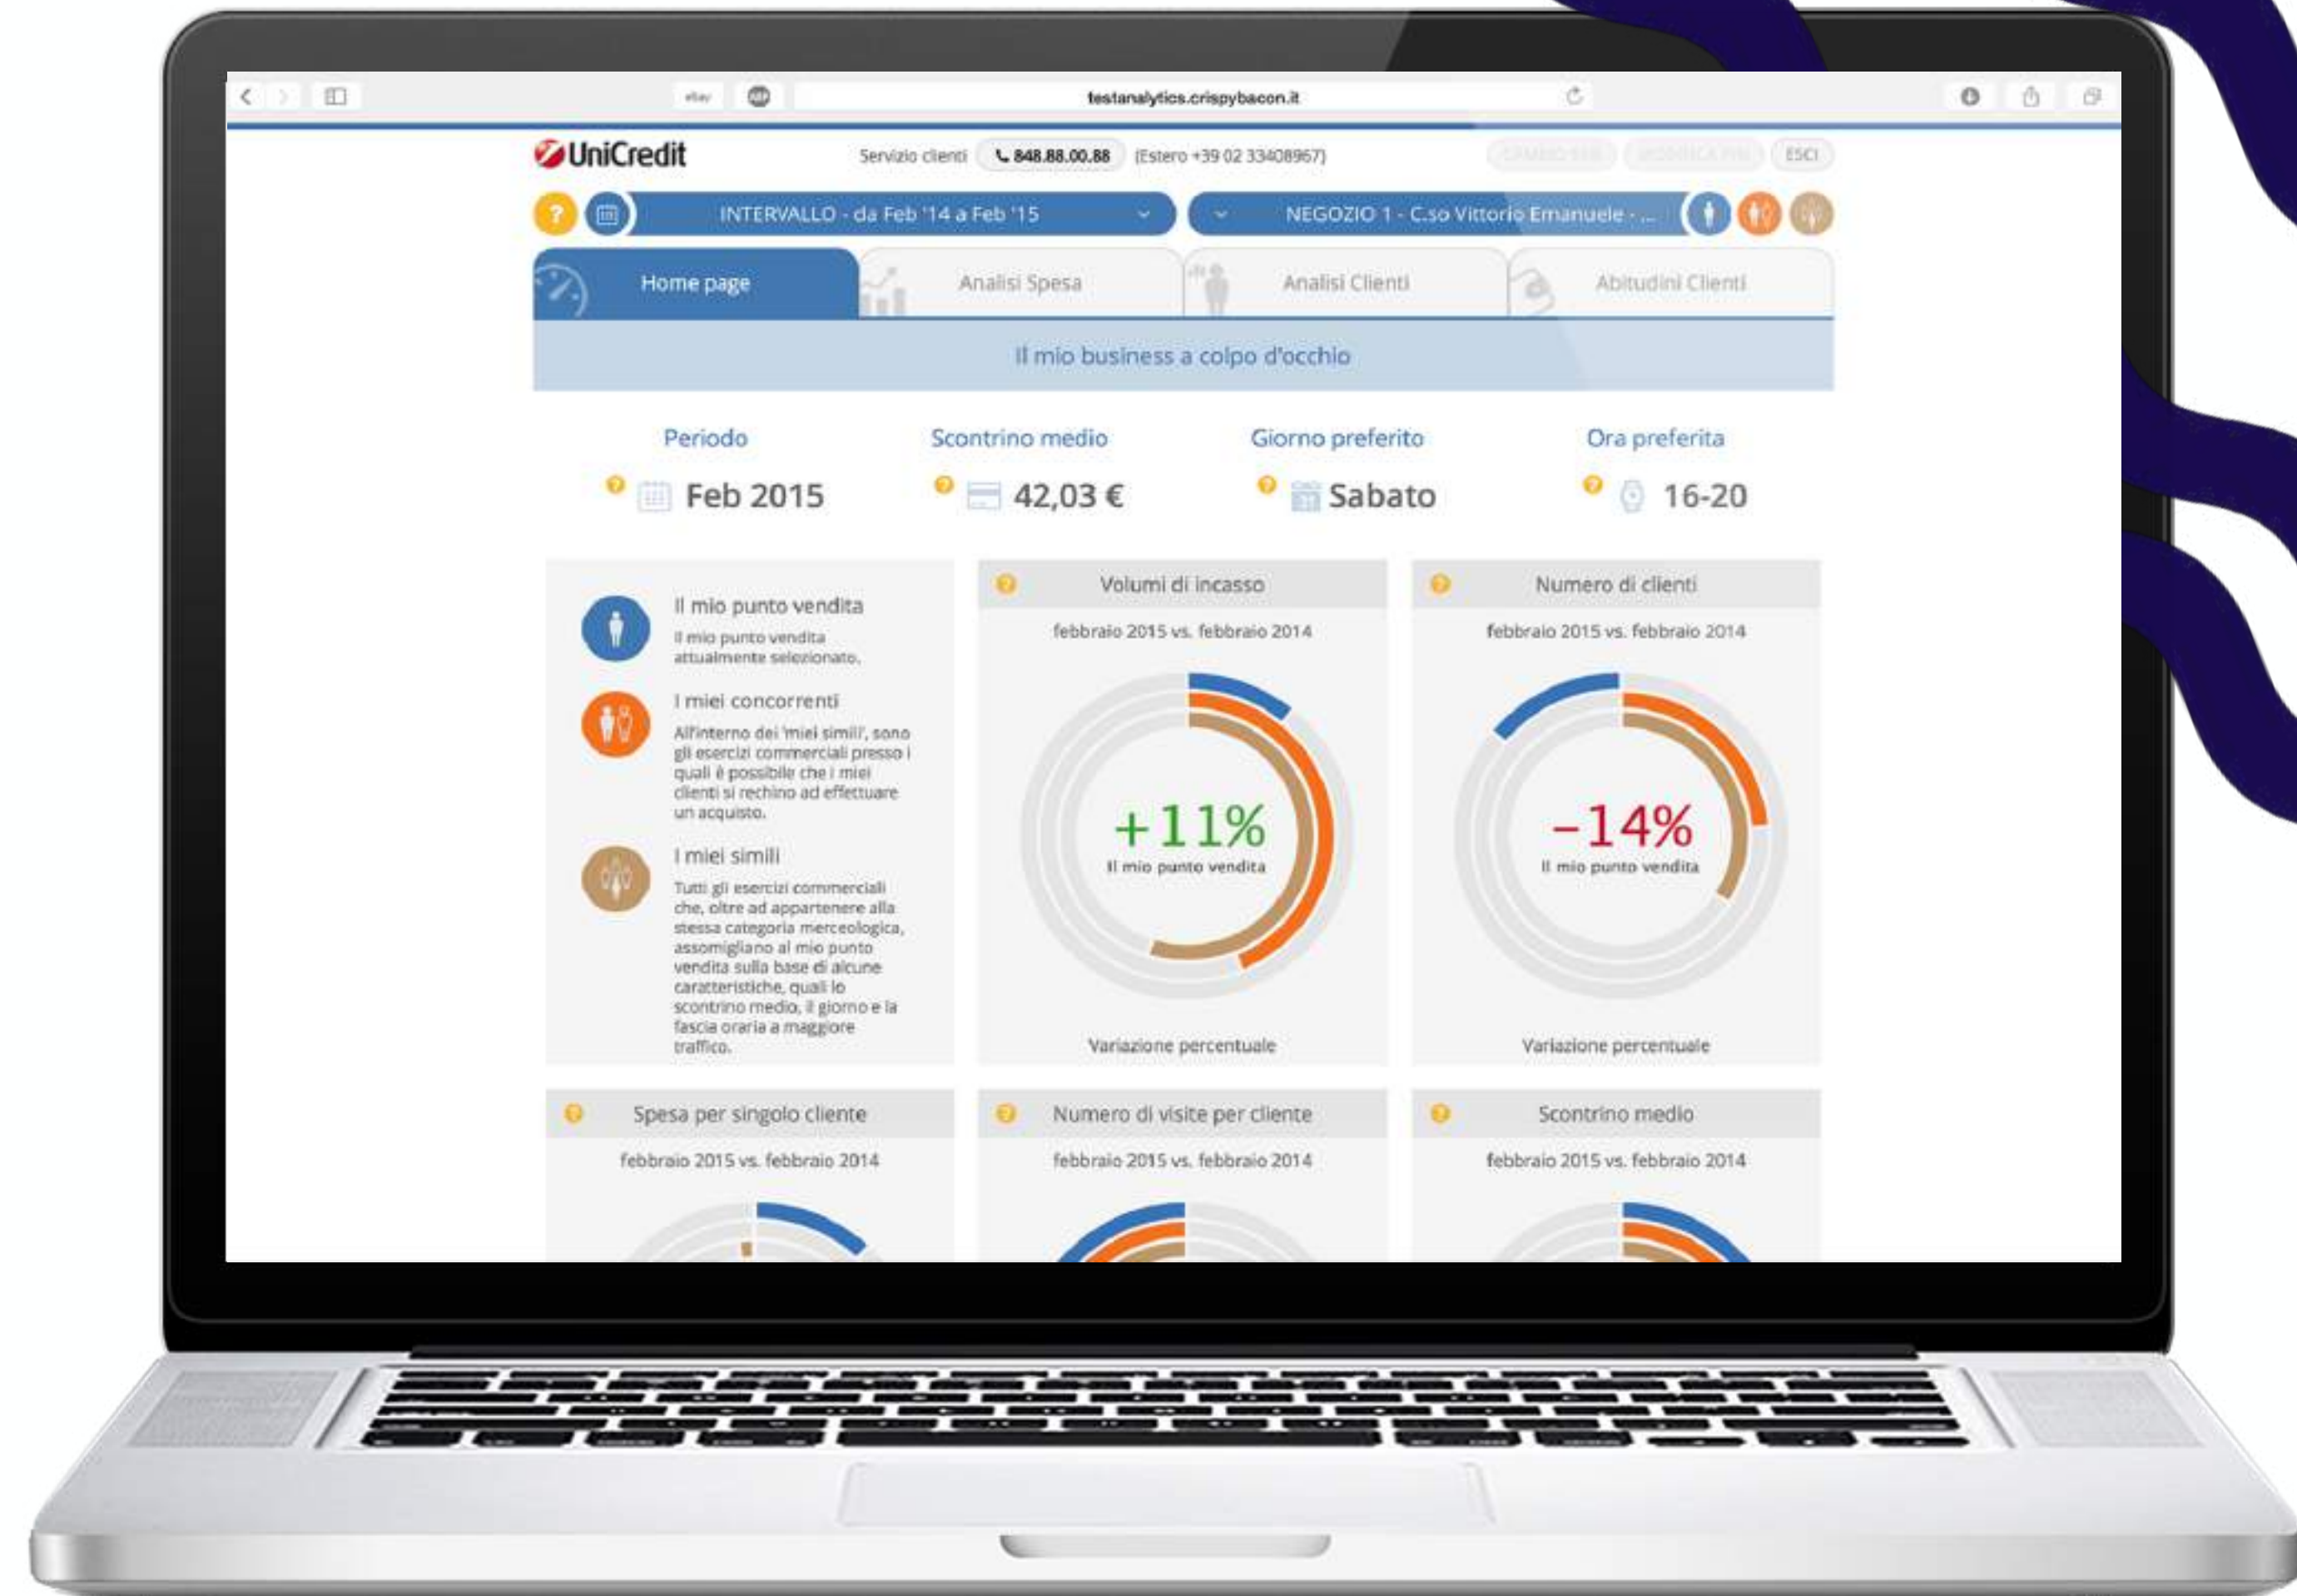 eBay
ABP
testanalytics.crispybacon.it
UniCredit
Servizio clienti
848.88.00.88
(Estero +39 02 33408967)
CAMBIO PIN
MODIFICA PIN
ESCI
?
INTERVALLO - da Feb '14 a Feb '15
NEGOZIO 1 - C.so Vittorio Emanuele - ...
Home page
Analisi Spesa
Analisi Clienti
Abitudini Clienti
Il mio business a colpo d'occhio
Periodo
Scontrino medio
Giorno preferito
Ora preferita
? Feb 2015
? 42,03 €
? Sabato
? 16-20
Il mio punto vendita
Il mio punto vendita
attualmente selezionato.
I miei concorrenti
All'interno dei 'miei simili', sono
gli esercizi commerciali presso i
quali è possibile che i miei
clienti si rechino ad effettuare
un acquisto.
I miei simili
Tutti gli esercizi commerciali
che, oltre ad appartenere alla
stessa categoria merceologica,
assomigliano al mio punto
vendita sulla base di alcune
caratteristiche, quali lo
scontrino medio, il giorno e la
fascia oraria a maggiore
traffico.
? Volumi di incasso
febbraio 2015 vs. febbraio 2014
+11%
Il mio punto vendita
Variazione percentuale
? Numero di clienti
febbraio 2015 vs. febbraio 2014
-14%
Il mio punto vendita
Variazione percentuale
? Spesa per singolo cliente
febbraio 2015 vs. febbraio 2014
? Numero di visite per cliente
febbraio 2015 vs. febbraio 2014
? Scontrino medio
febbraio 2015 vs. febbraio 2014